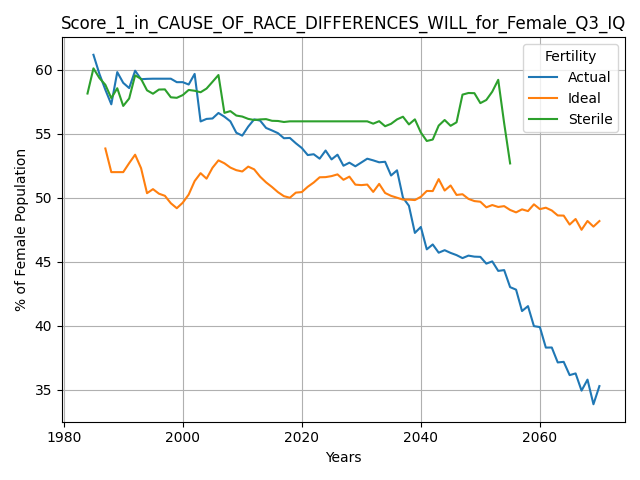 Score_1_in_CAUSE_OF_RACE_DIFFERENCES_WILL_for_Female_Q3_IQ
Fertility
Actual
Ideal
Sterile
% of Female Population
60
55
50
45
40
35
1980
2000
2020
2040
2060
Years